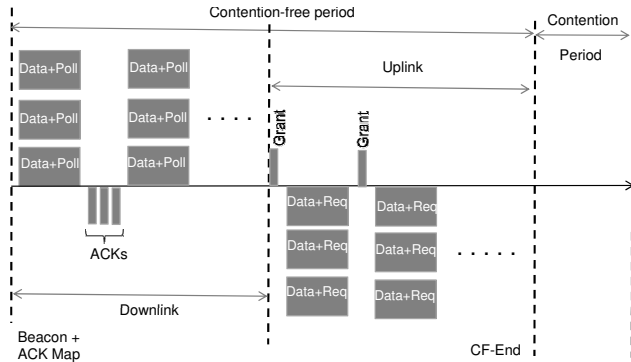 Contention-free period
Contention
Period
Data+Poll
Data+Poll
Uplink
Data+Poll
Data+Poll
. . . .
Grant
Grant
Data+Poll
Data+Poll
Data+Req
Data+Req
ACKs
Data+Req
Data+Req
. . . . .
Data+Req
Data+Req
Downlink
Beacon +
ACK Map
CF-End